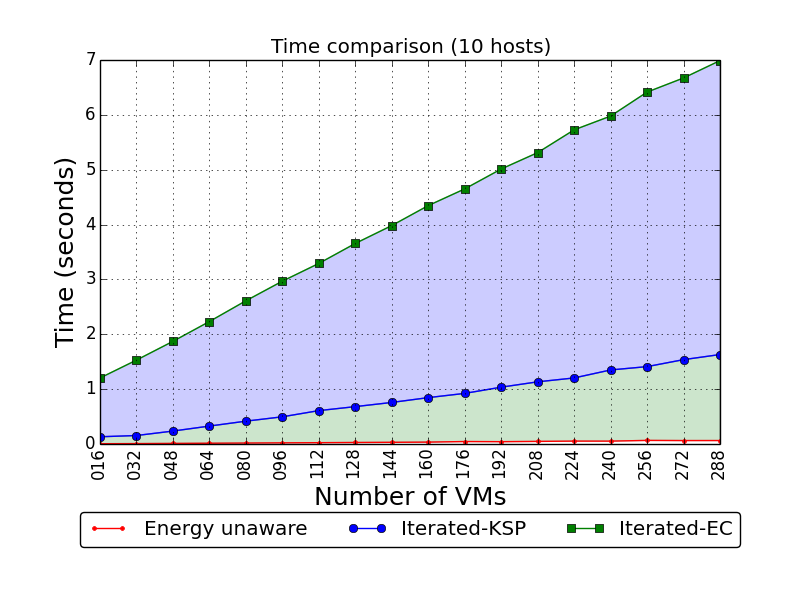 Time comparison (10 hosts)
7
6
5
4
3
2
1
0
Time (seconds)
016 032 048 064 080 096 112 128 144 160 176 192 208 224 240 256 272 288
Number of VMs
Energy unaware Iterated-KSP Iterated-EC